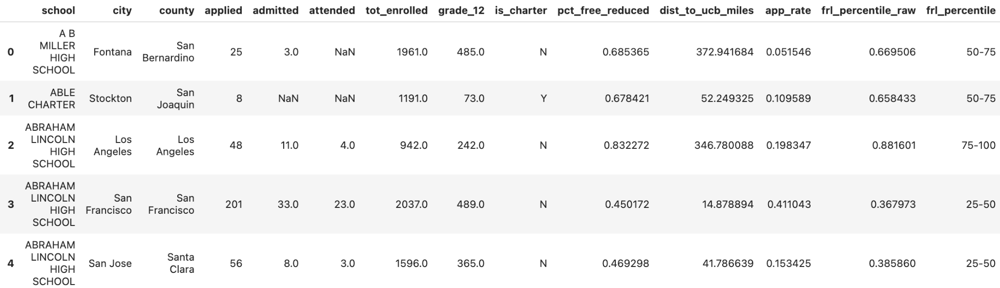 school city county applied admitted attended tot_enrolled grade_12 is_charter pct_free_reduced dist_to_ucb_miles app_rate frl_percentile_raw frl_percentile
0 A B MILLER HIGH SCHOOL Fontana San Bernardino 25 3.0 NaN 1961.0 485.0 N 0.685365 372.941684 0.051546 0.669506 50-75
1 ABLE CHARTER Stockton San Joaquin 8 NaN NaN 1191.0 73.0 Y 0.678421 52.249325 0.109589 0.658433 50-75
2 ABRAHAM LINCOLN HIGH SCHOOL Los Angeles Los Angeles 48 11.0 4.0 942.0 242.0 N 0.832272 346.780088 0.198347 0.881601 75-100
3 ABRAHAM LINCOLN HIGH SCHOOL San Francisco San Francisco 201 33.0 23.0 2037.0 489.0 N 0.450172 14.878894 0.411043 0.367973 25-50
4 ABRAHAM LINCOLN HIGH SCHOOL San Jose Santa Clara 56 8.0 3.0 1596.0 365.0 N 0.469298 41.786639 0.153425 0.385860 25-50